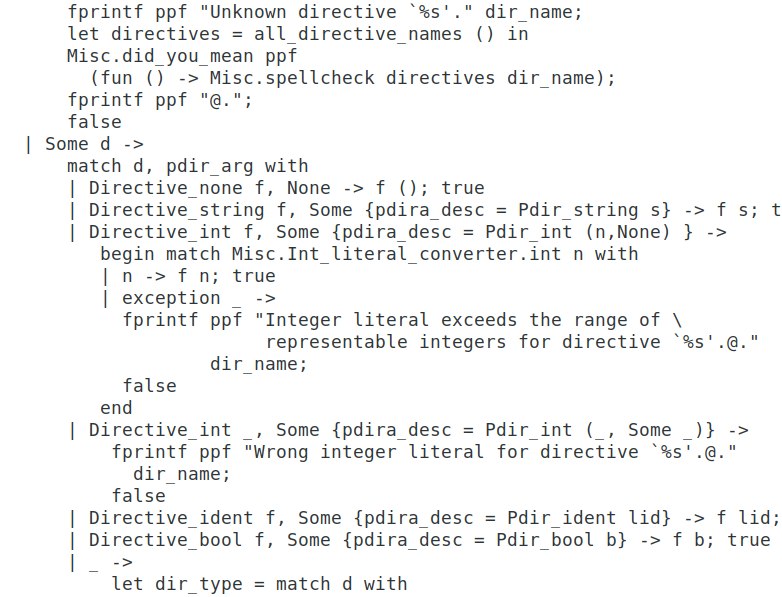 fprintf ppf "Unknown directive `%s'." dir_name;
let directives = all_directive_names () in
Misc.did_you_mean ppf
(fun () -> Misc.spellcheck directives dir_name);
fprintf ppf "@.";
false
| Some d ->
match d, pdir_arg with
| Directive_none f, None -> f (); true
| Directive_string f, Some {pdira_desc = Pdir_string s} -> f s; t
| Directive_int f, Some {pdira_desc = Pdir_int (n,None) } ->
begin match Misc.Int_literal_converter.int n with
| n -> f n; true
| exception _ ->
fprintf ppf "Integer literal exceeds the range of \
representable integers for directive `%s'.@."
dir_name;
false
end
| Directive_int _, Some {pdira_desc = Pdir_int (_, Some _)} ->
fprintf ppf "Wrong integer literal for directive `%s'.@."
dir_name;
false
| Directive_ident f, Some {pdira_desc = Pdir_ident lid} -> f lid;
| Directive_bool f, Some {pdira_desc = Pdir_bool b} -> f b; true
| _ ->
let dir_type = match d with